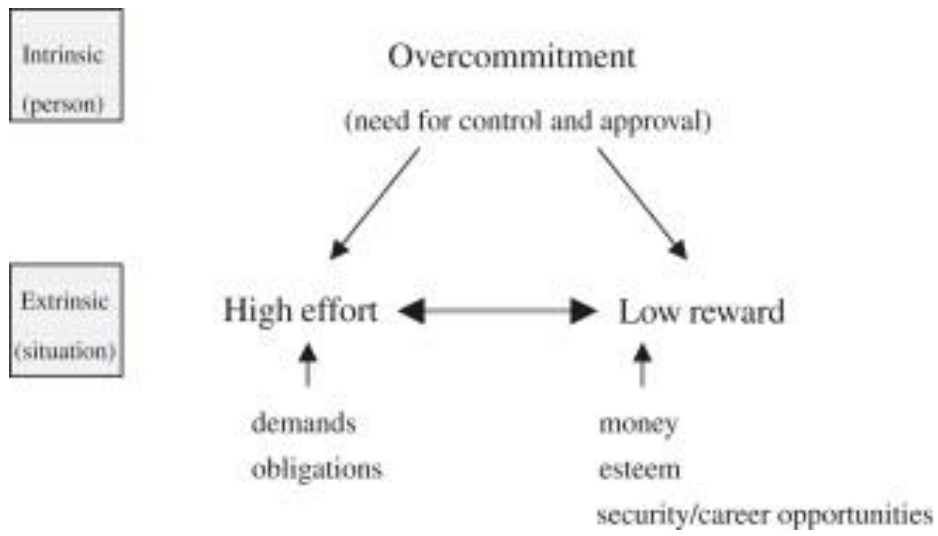 Intrinsic
(person)
Overcommitment
(need for control and approval)
Extrinsic
(situation)
High effort
Low reward
demands
obligations
money
esteem
security/career opportunities